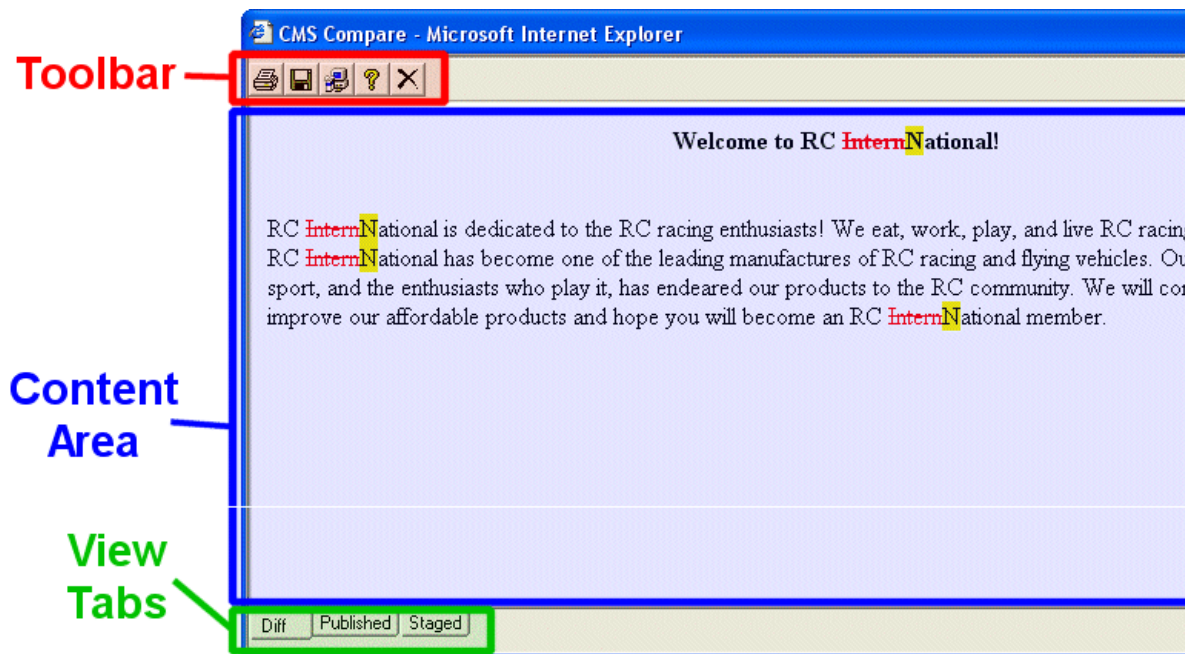 CMS Compare - Microsoft Internet Explorer
Toolbar
Welcome to RC InternNational!
RC InternNational is dedicated to the RC racing enthusiasts! We eat, work, play, and live RC racing
RC InternNational has become one of the leading manufactures of RC racing and flying vehicles. Ou
sport, and the enthusiasts who play it, has endeared our products to the RC community. We will con
improve our affordable products and hope you will become an RC InternNational member.
Content
Area
View
Tabs
Diff Published Staged